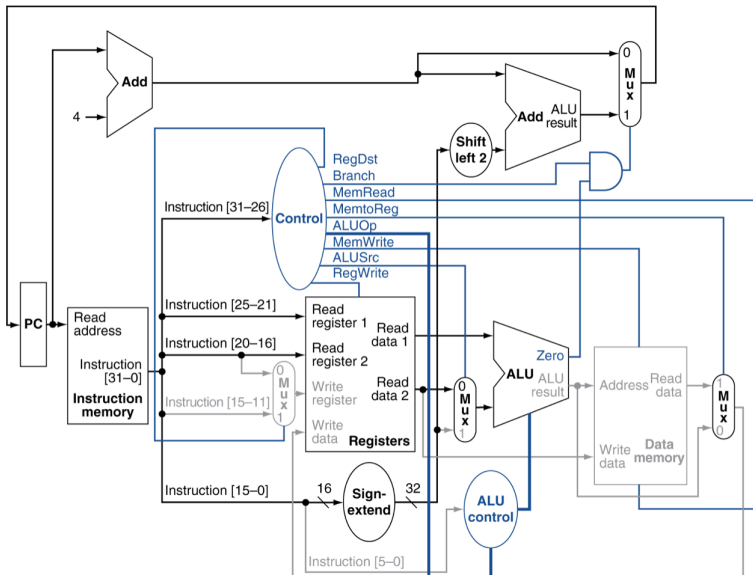 0
M
u
x
1
Add
4
Add ALU
result
Shift
left 2
RegDst
Branch
MemRead
MemtoReg
ALUOp
MemWrite
ALUSrc
RegWrite
Control
Instruction [31–26]
Instruction [25–21]
Instruction [20–16]
Instruction [15–11]
Instruction [15–0]
Instruction [5–0]
PC
Read
address
Instruction
[31–0]
Instruction
memory
0
M
u
x
1
Read
register 1
Read
register 2
Write
register
Write
data
Read
data 1
Read
data 2
Registers
16
Sign-
extend
32
0
M
u
x
1
Zero
ALU
ALU
result
ALU
control
Address
Read
data
Write
data
Data
memory
1
M
u
x
0